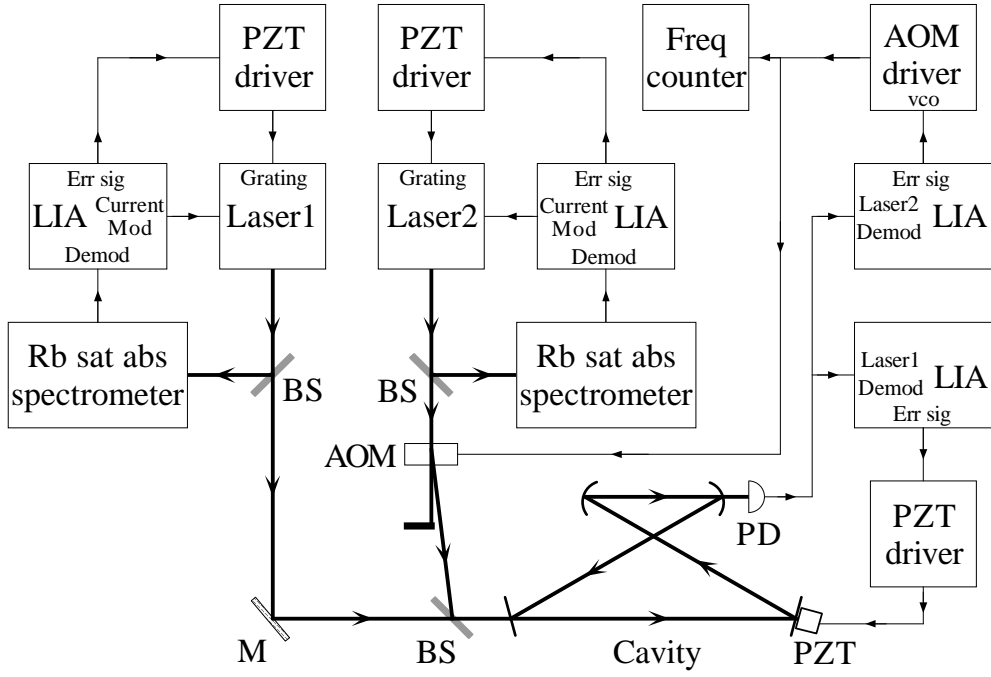 PZT
driver
PZT
driver
Freq
counter
AOM
driver
vco
Err sig
LIA
Current
Mod
Demod
Grating
Laser1
Grating
Laser2
Err sig
Current
Mod
LIA
Demod
Err sig
Laser2
Demod
LIA
Rb sat abs
spectrometer
BS
BS
Rb sat abs
spectrometer
Laser1
Demod
LIA
Err sig
AOM
PD
PZT
driver
M
BS
Cavity
PZT